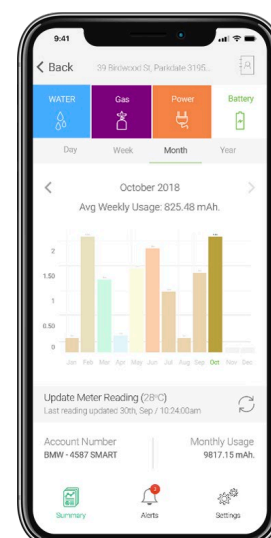 9:41
Back
39 Birdwood St, Parkdale 3195...
WATER Gas Power Battery
Day Week Month Year
October 2018
Avg Weekly Usage: 825.48 mAh.
2
1.50
1
0.50
0
Jan Feb Mar Apr May Jun Jul Aug Sep Oct Nov Dec
Update Meter Reading (28°C)
Last reading updated 30th, Sep / 10:24:00am
Account Number Monthly Usage
BMW - 4587 SMART 9817.15 mAh.
2
Summary Alerts Settings